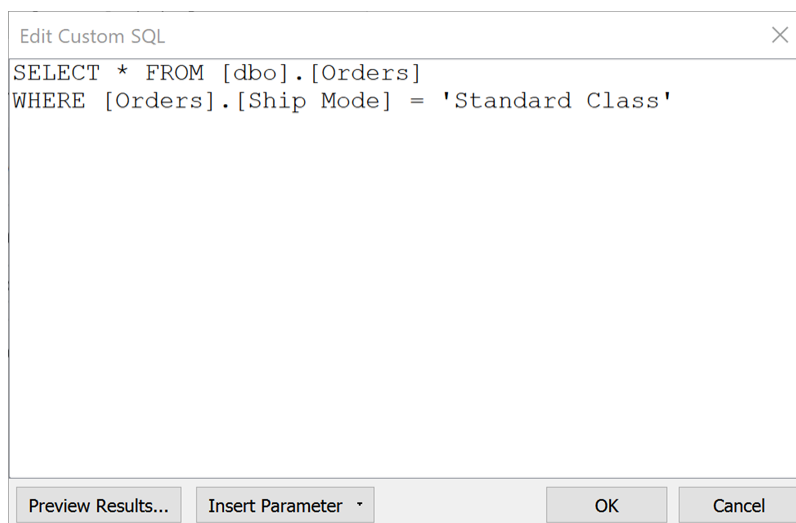 Edit Custom SQL
SELECT * FROM [dbo].[Orders]
WHERE [Orders].[Ship Mode] = 'Standard Class'
Preview Results... Insert Parameter OK Cancel